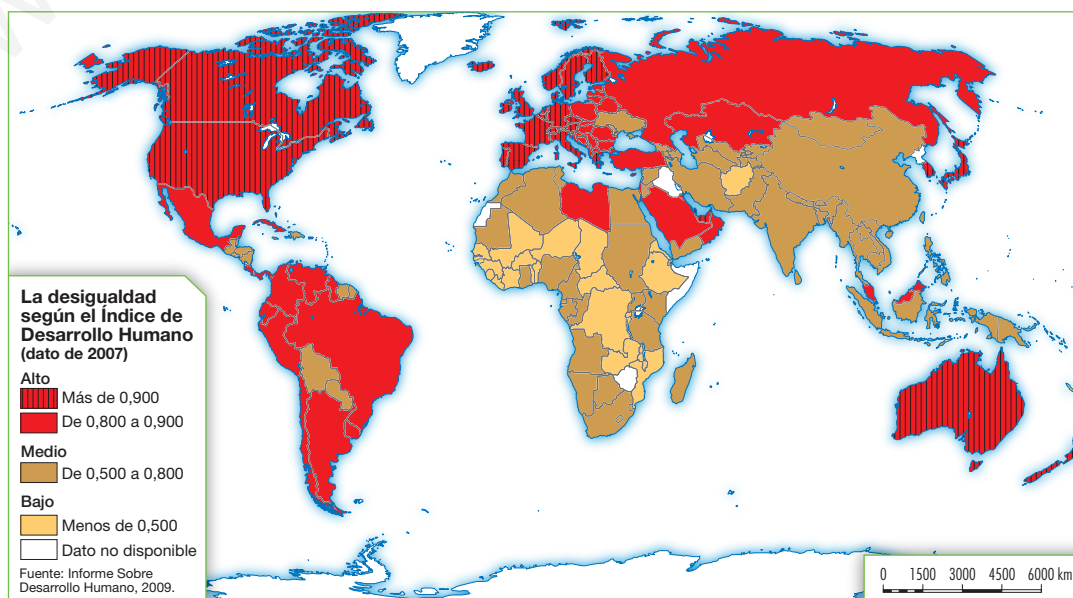 La desigualdad
según el Índice de
Desarrollo Humano
(dato de 2007)
Alto
Más de 0,900
De 0,800 a 0,900
Medio
De 0,500 a 0,800
Bajo
Menos de 0,500
Dato no disponible
Fuente: Informe Sobre
Desarrollo Humano, 2009.
0 1500 3000 4500 6000 km